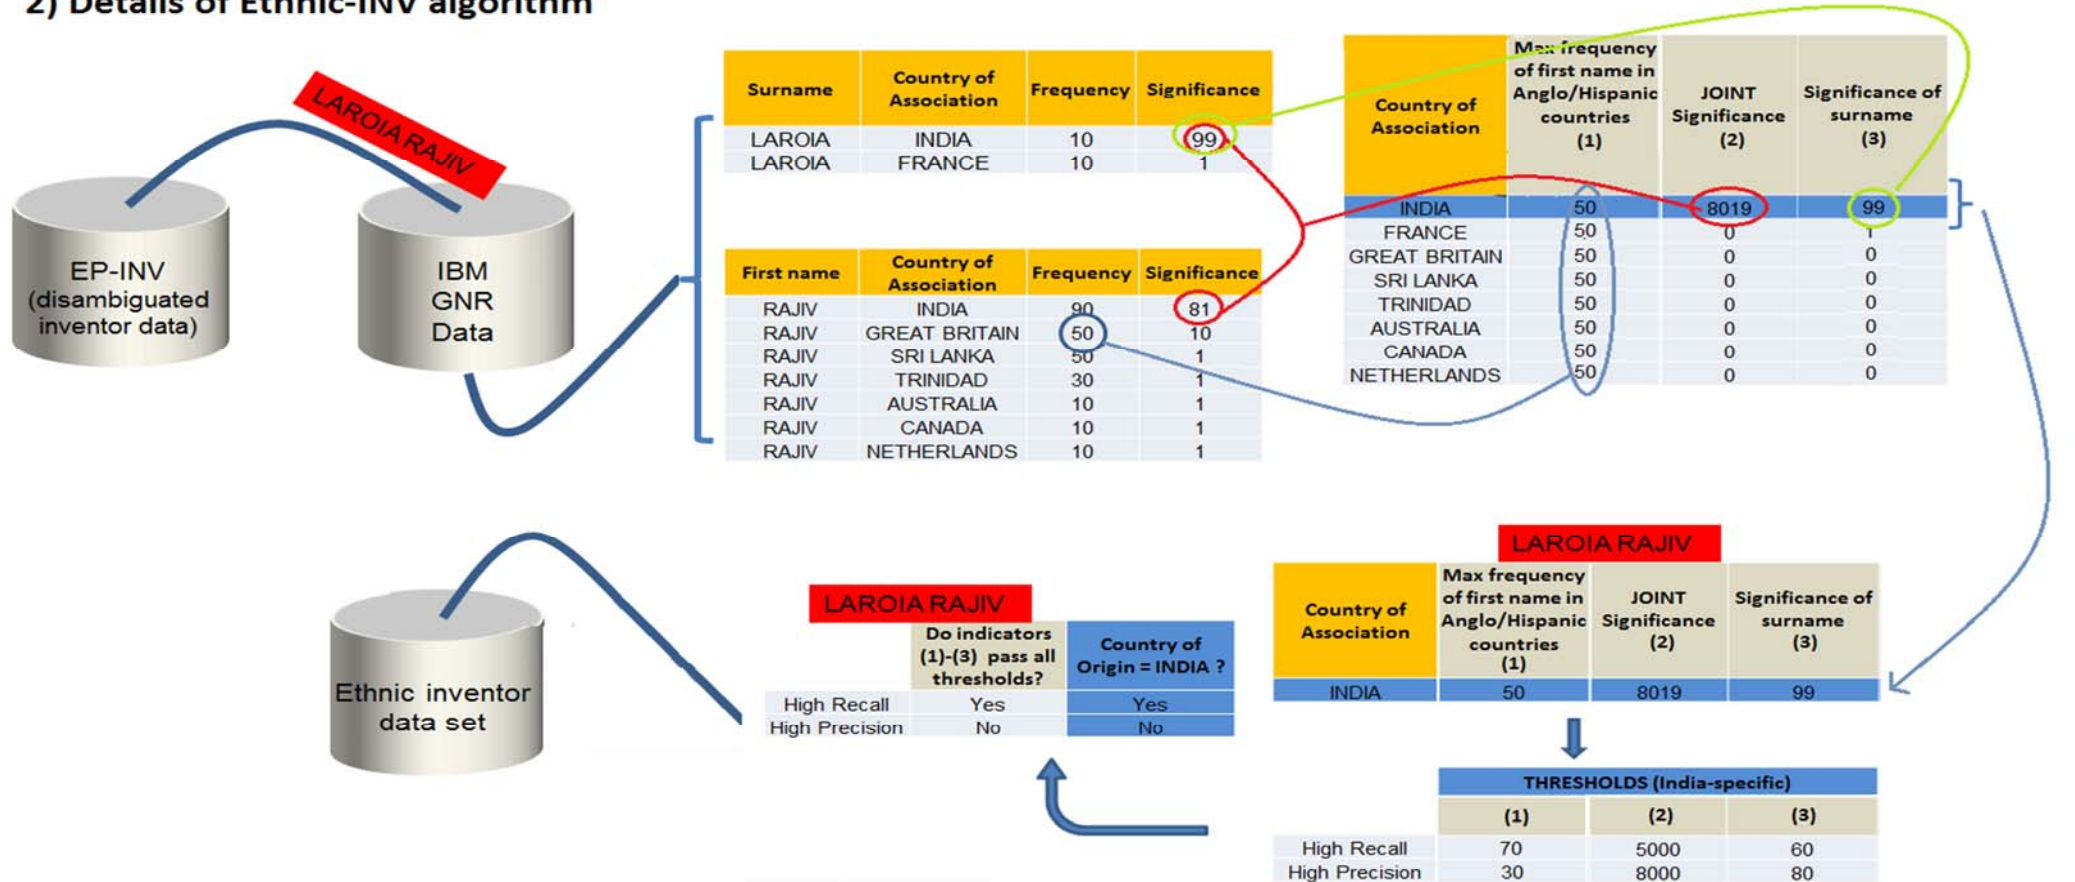 2) Details of Ethnic-INV algorithm
LAROIA RAJIV
EP-INV
(disambiguated
inventor data)
IBM
GNR
Data
Surname Country of Association Frequency Significance
LAROIA INDIA 10 99
LAROIA FRANCE 10 1
First name Country of Association Frequency Significance
RAJIV INDIA 90 81
RAJIV GREAT BRITAIN 50 10
RAJIV SRI LANKA 50 1
RAJIV TRINIDAD 30 1
RAJIV AUSTRALIA 10 1
RAJIV CANADA 10 1
RAJIV NETHERLANDS 10 1
Country of Association Max frequency of first name in Anglo/Hispanic countries (1) JOINT Significance (2) Significance of surname (3)
INDIA 50 8019 99
FRANCE 50 0 1
GREAT BRITAIN 50 0 0
SRI LANKA 50 0 0
TRINIDAD 50 0 0
AUSTRALIA 50 0 0
CANADA 50 0 0
NETHERLANDS 50 0 0
LAROIA RAJIV
Country of Association Max frequency of first name in Anglo/Hispanic countries (1) JOINT Significance (2) Significance of surname (3)
INDIA 50 8019 99
THRESHOLDS (India-specific)
(1) (2) (3)
High Recall 70 5000 60
High Precision 30 8000 80
LAROIA RAJIV
Do indicators (1)-(3) pass all thresholds? Country of Origin = INDIA ?
High Recall Yes Yes
High Precision No No
Ethnic inventor
data set